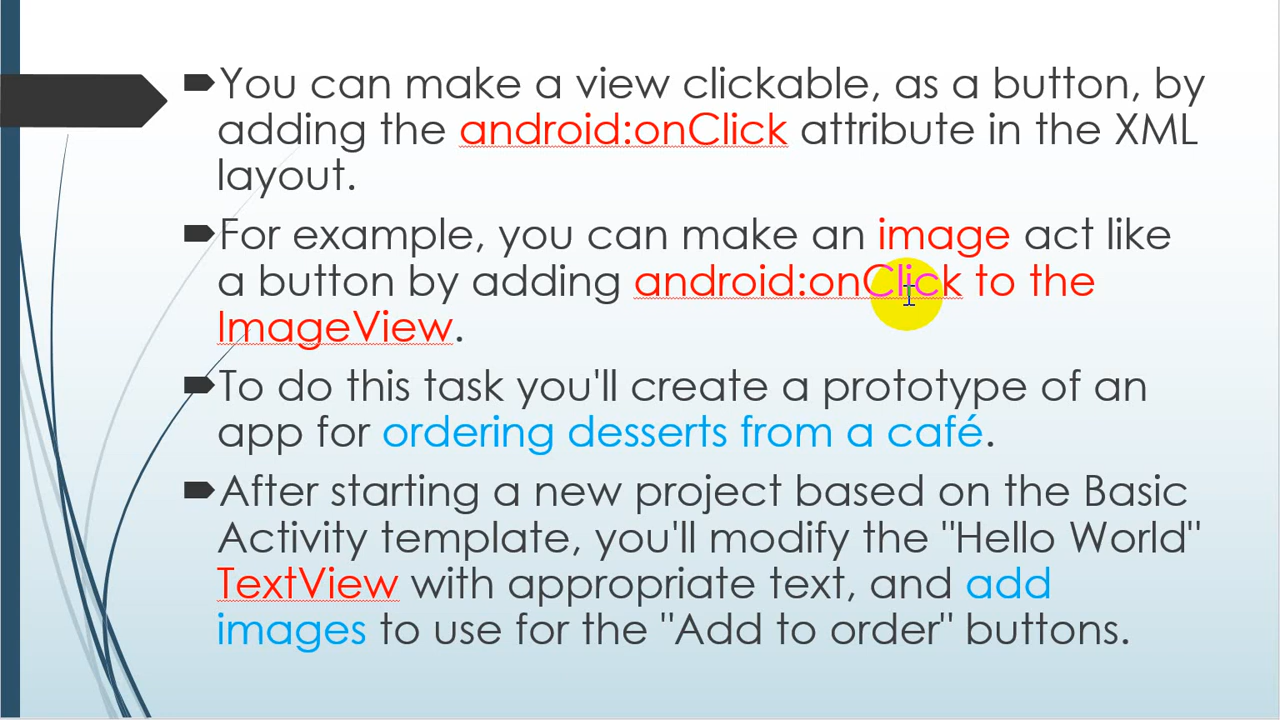 You can make a view clickable, as a button, by
adding the android:onClick attribute in the XML
layout.
For example, you can make an image act like
a button by adding android:onClick to the
ImageView.
To do this task you'll create a prototype of an
app for ordering desserts from a café.
After starting a new project based on the Basic
Activity template, you'll modify the "Hello World"
TextView with appropriate text, and add
images to use for the "Add to order" buttons.